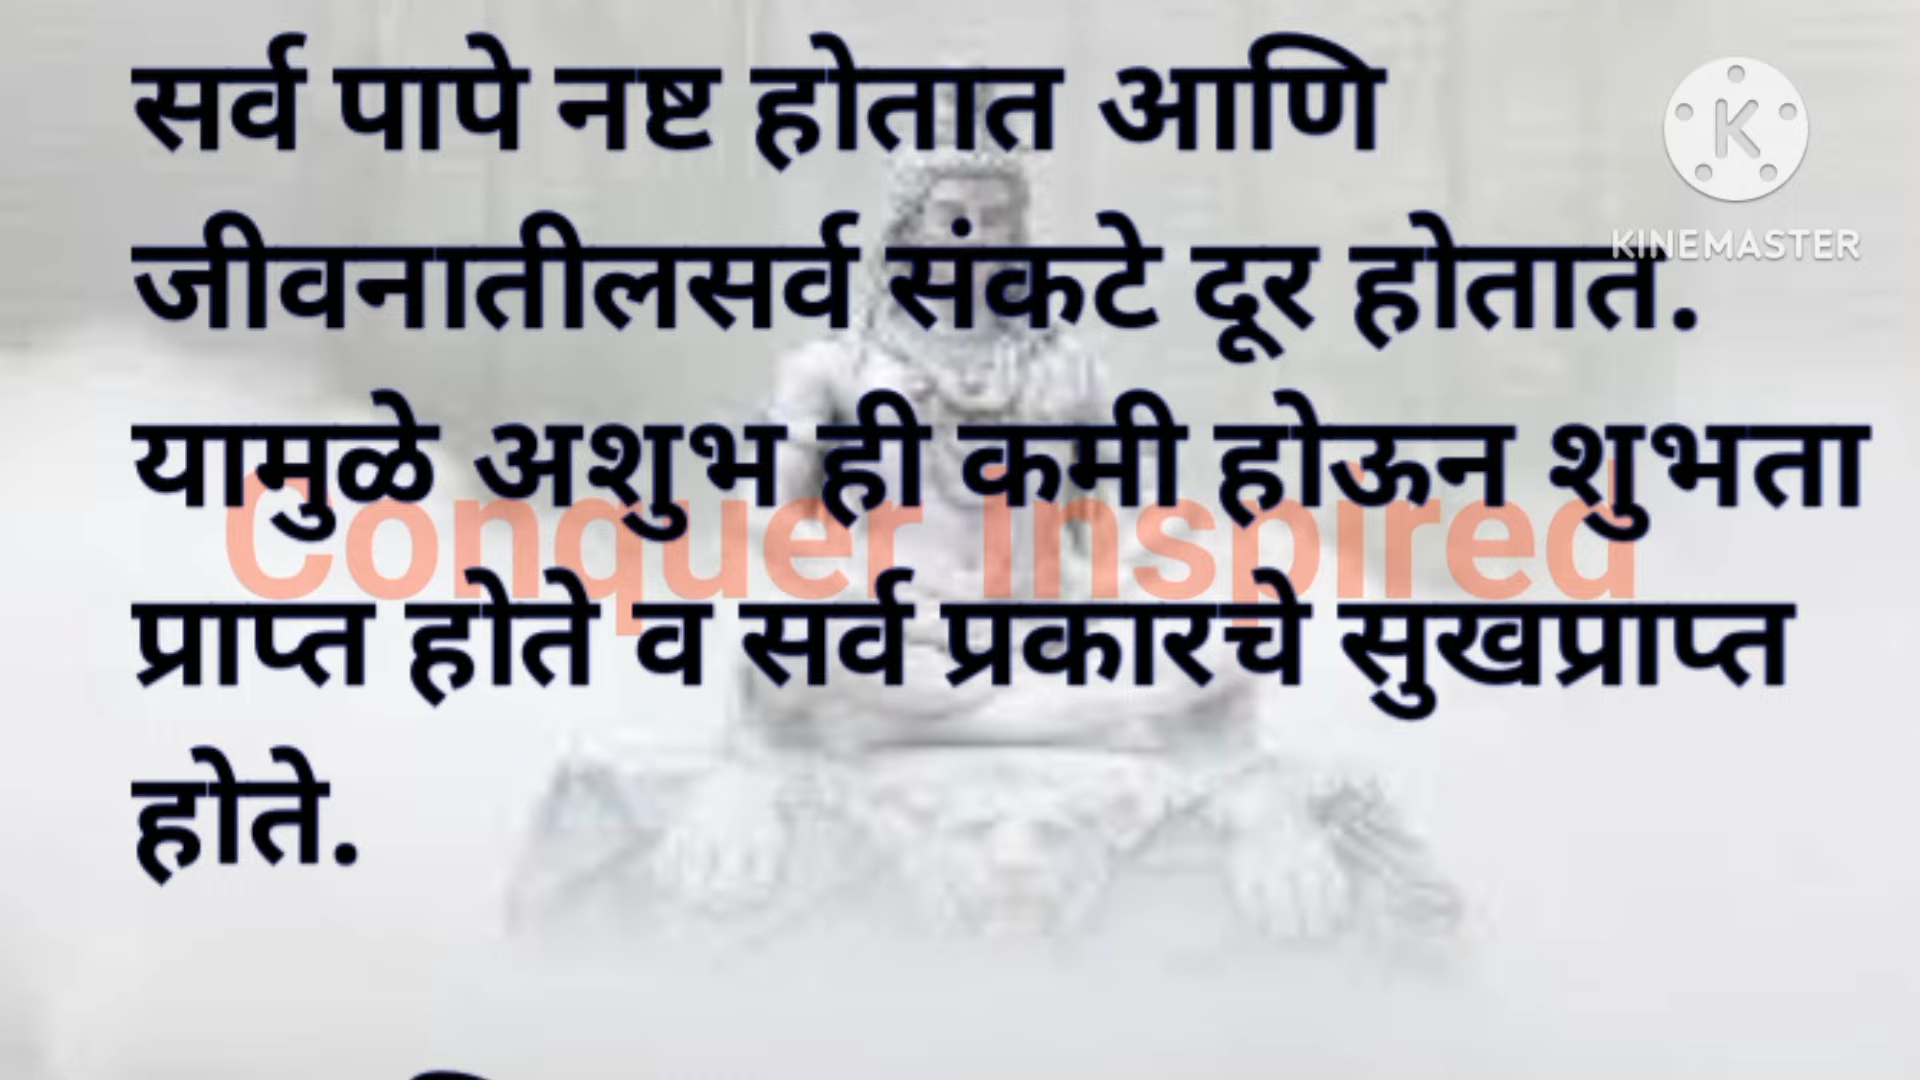 सर्व पापे नष्ट होतात आणि
जीवनातीलसर्व संकटे दूर होतात.
KINEMASTER
यामुळे अशुभ ही कमी होऊन शुभता
Conquer inspired
प्राप्त होते व सर्व प्रकारचे सुखप्राप्त
होते.